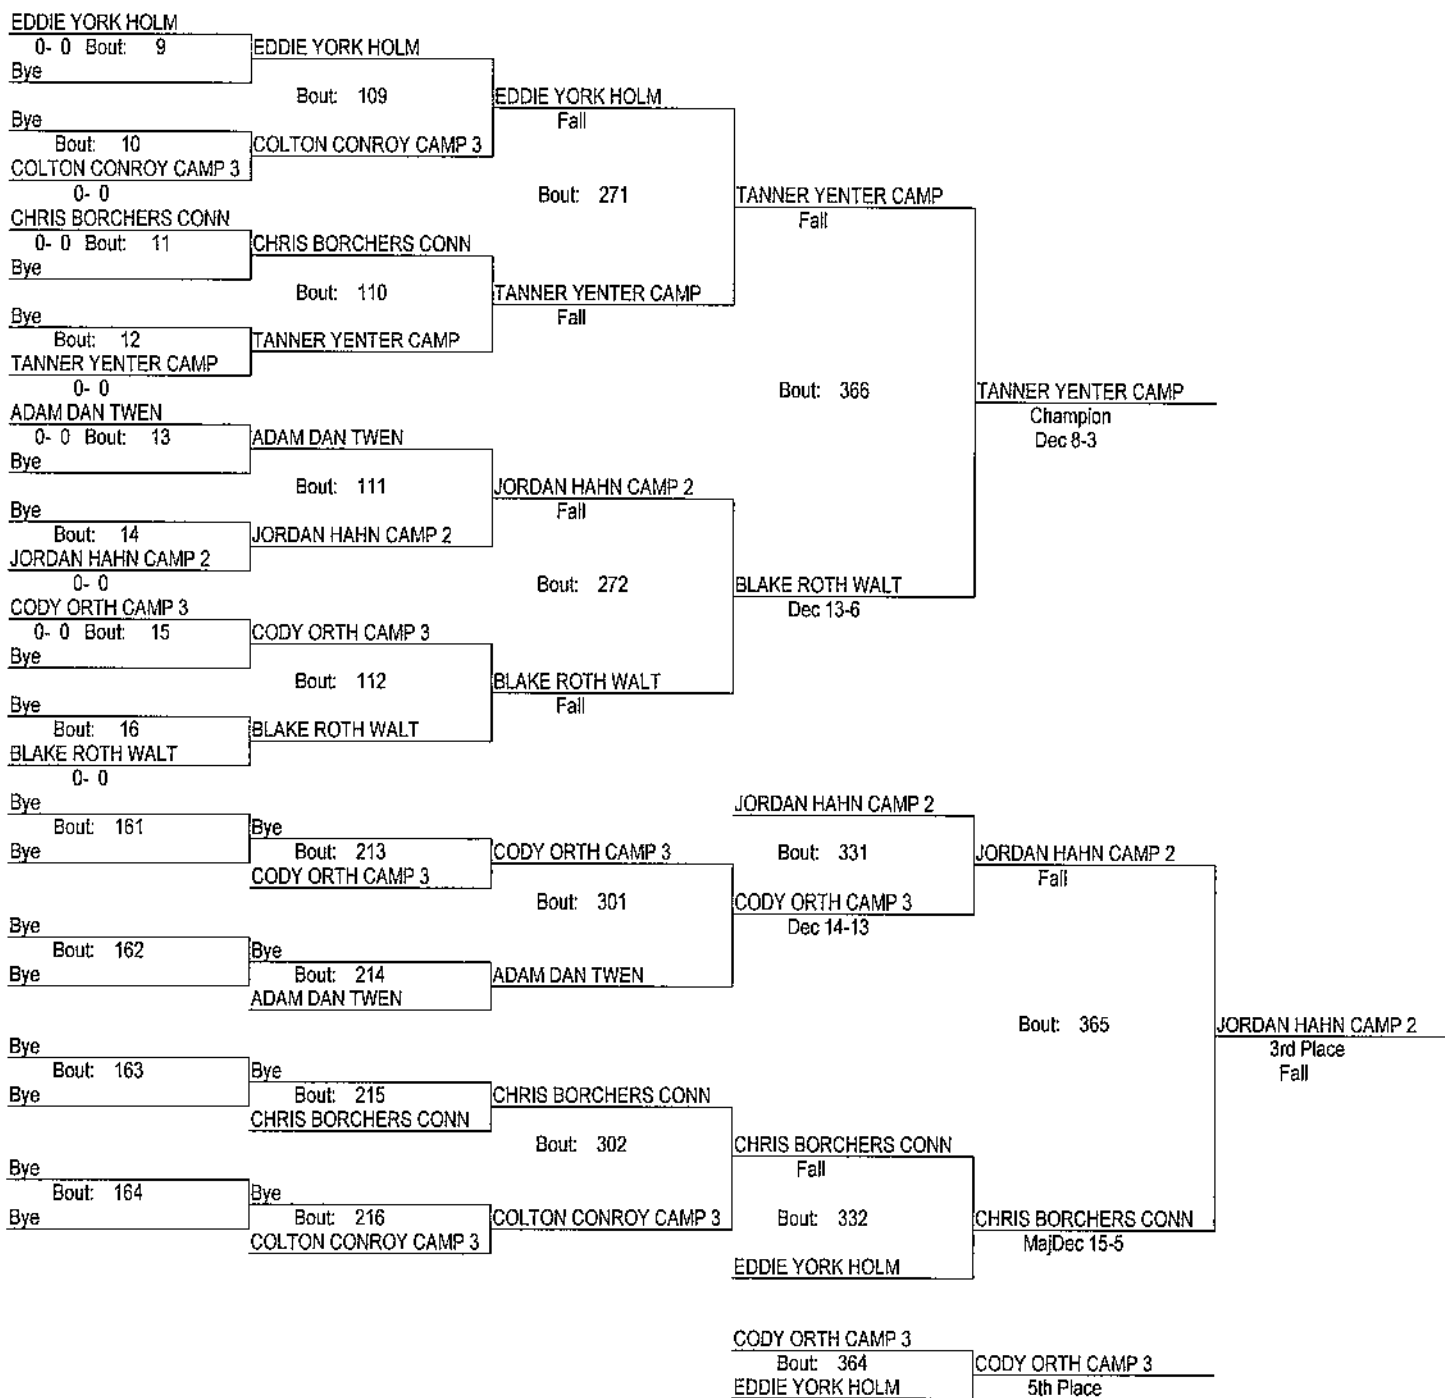 EDDIE YORK HOLM
0- 0 Bout: 9
Bye
EDDIE YORK HOLM
Bout: 109
EDDIE YORK HOLM
Fall
Bye
Bout: 10
COLTON CONROY CAMP 3
0- 0
COLTON CONROY CAMP 3
Bout: 271
TANNER YENTER CAMP
Fall
CHRIS BORCHERS CONN
0- 0 Bout: 11
Bye
CHRIS BORCHERS CONN
Bout: 110
TANNER YENTER CAMP
Fall
Bye
Bout: 12
TANNER YENTER CAMP
0- 0
TANNER YENTER CAMP
Bout: 366
TANNER YENTER CAMP
Champion
Dec 8-3
ADAM DAN TWEN
0- 0 Bout: 13
Bye
ADAM DAN TWEN
Bout: 111
JORDAN HAHN CAMP 2
Fall
Bye
Bout: 14
JORDAN HAHN CAMP 2
0- 0
JORDAN HAHN CAMP 2
Bout: 272
BLAKE ROTH WALT
Dec 13-6
CODY ORTH CAMP 3
0- 0 Bout: 15
Bye
CODY ORTH CAMP 3
Bout: 112
BLAKE ROTH WALT
Fall
Bye
Bout: 16
BLAKE ROTH WALT
0- 0
BLAKE ROTH WALT
Bye
Bout: 161
Bye
Bye
Bout: 213
CODY ORTH CAMP 3
CODY ORTH CAMP 3
Bout: 301
JORDAN HAHN CAMP 2
Bout: 331
CODY ORTH CAMP 3
Dec 14-13
JORDAN HAHN CAMP 2
Fall
Bye
Bout: 162
Bye
Bye
Bout: 214
ADAM DAN TWEN
ADAM DAN TWEN
Bout: 365
JORDAN HAHN CAMP 2
3rd Place
Fall
Bye
Bout: 163
Bye
Bye
Bout: 215
CHRIS BORCHERS CONN
CHRIS BORCHERS CONN
Bout: 302
CHRIS BORCHERS CONN
Fall
Bye
Bout: 164
Bye
Bye
Bout: 216
COLTON CONROY CAMP 3
COLTON CONROY CAMP 3
Bout: 332
EDDIE YORK HOLM
CHRIS BORCHERS CONN
MajDec 15-5
CODY ORTH CAMP 3
Bout: 364
EDDIE YORK HOLM
CODY ORTH CAMP 3
5th Place